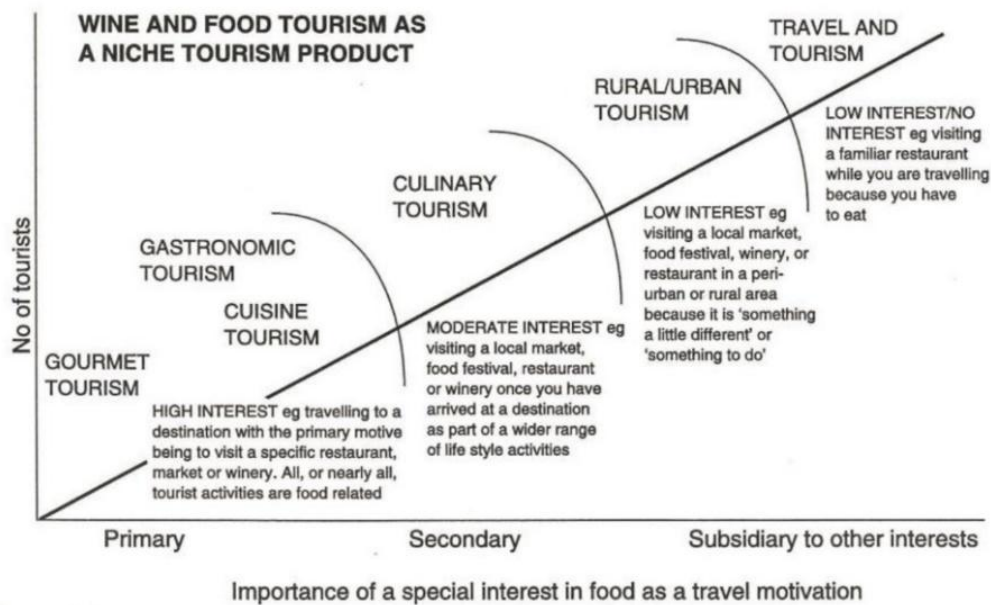 WINE AND FOOD TOURISM AS
A NICHE TOURISM PRODUCT
TRAVEL AND
TOURISM
RURAL/URBAN
TOURISM
LOW INTEREST/NO
INTEREST eg visiting
a familiar restaurant
while you are travelling
because you have
to eat
CULINARY
TOURISM
LOW INTEREST eg
visiting a local market,
food festival, winery, or
restaurant in a peri-
urban or rural area
because it is 'something
a little different' or
'something to do'
GASTRONOMIC
TOURISM
CUISINE
TOURISM
MODERATE INTEREST eg
visiting a local market,
food festival, restaurant
or winery once you have
arrived at a destination
as part of a wider range
of life style activities
GOURMET
TOURISM
HIGH INTEREST eg travelling to a
destination with the primary motive
being to visit a specific restaurant,
market or winery. All, or nearly all,
tourist activities are food related
No of tourists
Primary
Secondary
Subsidiary to other interests
Importance of a special interest in food as a travel motivation